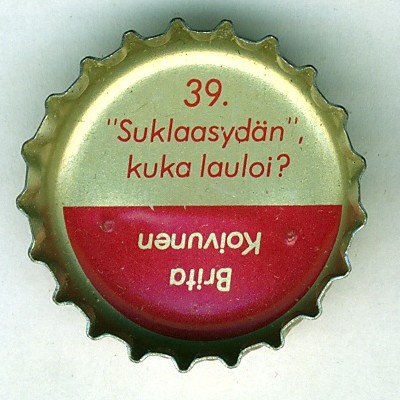 39.
"Suklaasydän",
kuka lauloi?
Brita
Koivunen